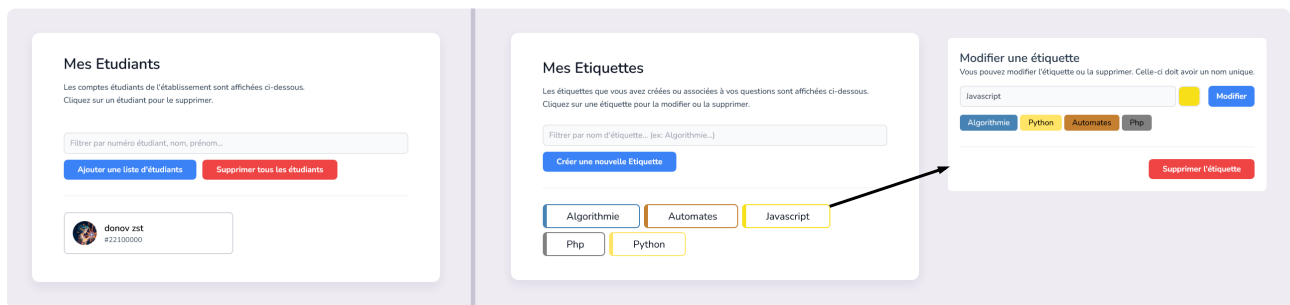 Mes Etudiants
Les comptes étudiants de l'établissement sont affichées ci-dessous.
Cliquez sur un étudiant pour le supprimer.
Filtrer par numéro étudiant, nom, prénom...
Ajouter une liste d'étudiants
Supprimer tous les étudiants
donov zst
#22100000
Mes Etiquettes
Les étiquettes que vous avez créées ou associées à vos questions sont affichées ci-dessous.
Cliquez sur une étiquette pour la modifier ou la supprimer.
Filtrer par nom d'étiquette... (ex: Algorithmie...)
Créer une nouvelle Etiquette
Algorithmie
Automates
Javascript
Php
Python
Modifier une étiquette
Vous pouvez modifier l'étiquette ou la supprimer. Celle-ci doit avoir un nom unique.
Javascript
Modifier
Algorithmie
Python
Automates
Php
Supprimer l'étiquette